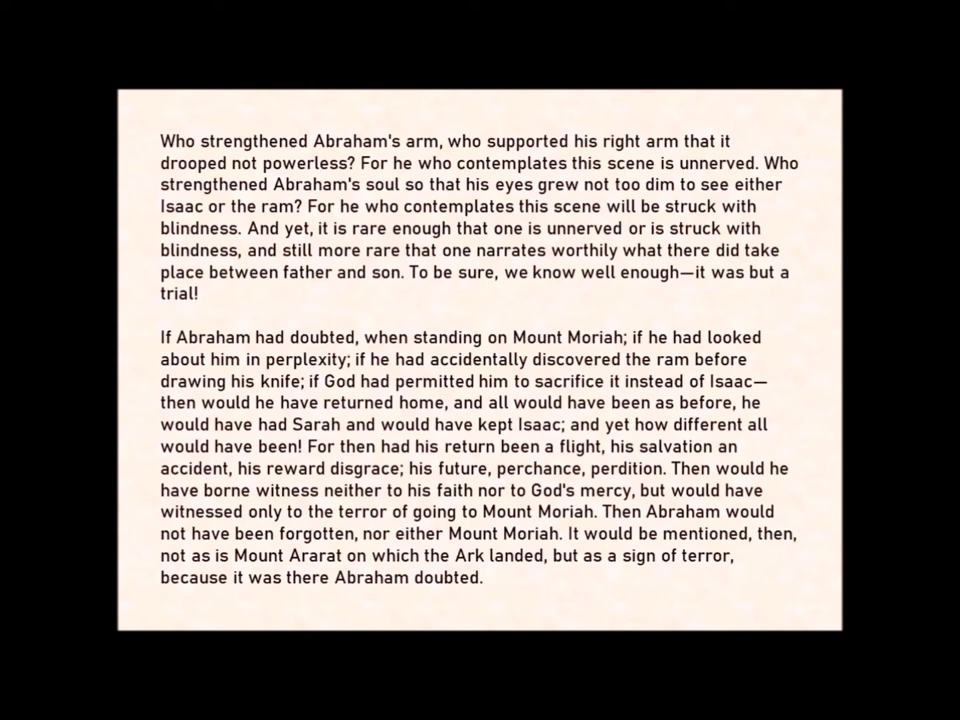 Who strengthened Abraham's arm, who supported his right arm that it
drooped not powerless? For he who contemplates this scene is unnerved. Who
strengthened Abraham's soul so that his eyes grew not too dim to see either
Isaac or the ram? For he who contemplates this scene will be struck with
blindness. And yet, it is rare enough that one is unnerved or is struck with
blindness, and still more rare that one narrates worthily what there did take
place between father and son. To be sure, we know well enough—it was but a
trial!
If Abraham had doubted, when standing on Mount Moriah; if he had looked
about him in perplexity; if he had accidentally discovered the ram before
drawing his knife; if God had permitted him to sacrifice it instead of Isaac—
then would he have returned home, and all would have been as before, he
would have had Sarah and would have kept Isaac; and yet how different all
would have been! For then had his return been a flight, his salvation an
accident, his reward disgrace; his future, perchance, perdition. Then would he
have borne witness neither to his faith nor to God's mercy, but would have
witnessed only to the terror of going to Mount Moriah. Then Abraham would
not have been forgotten, nor either Mount Moriah. It would be mentioned, then,
not as is Mount Ararat on which the Ark landed, but as a sign of terror,
because it was there Abraham doubted.